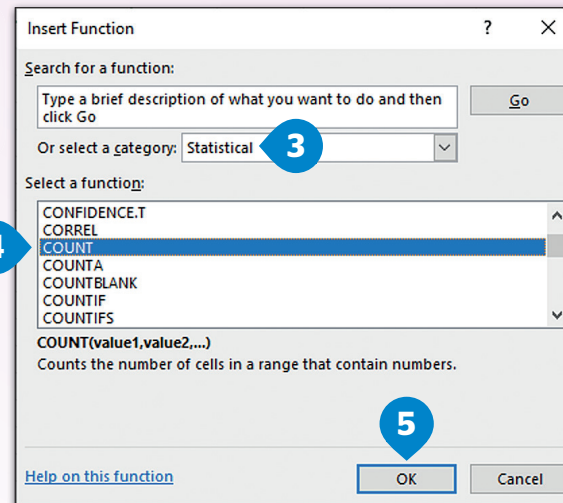 Insert Function ?
Search for a function:
Type a brief description of what you want to do and then
click Go
Go
Or select a category: Statistical 3
Select a function:
CONFIDENCE.T
CORREL
4 COUNT
COUNTA
COUNTBLANK
COUNTIF
COUNTIFS
COUNT(value1,value2,...)
Counts the number of cells in a range that contain numbers.
5
Help on this function OK Cancel